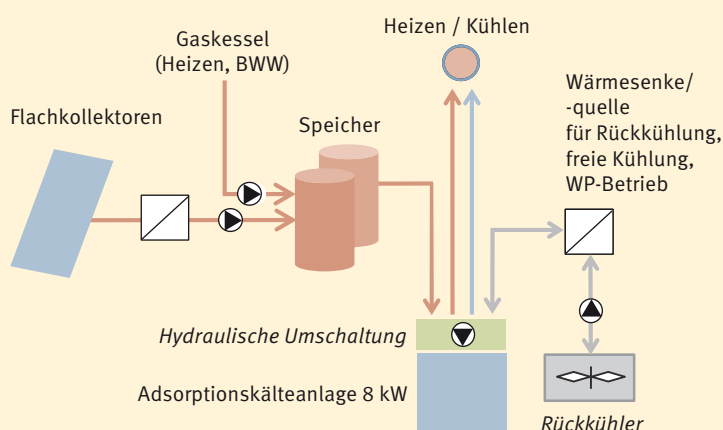 Heizen / Kühlen
Gaskessel
(Heizen, BWW)
Wärmesenke/
-quelle
für Rückkühlung,
freie Kühlung,
WP-Betrieb
Flachkollektoren
Speicher
Hydraulische Umschaltung
Adsorptionskälteanlage 8 kW
Rückkühler